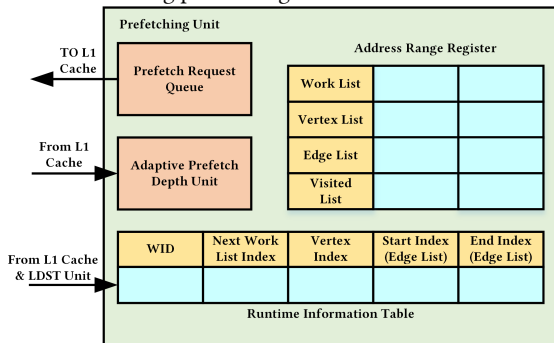 Prefetching Unit
TO L1
Cache
Prefetch Request
Queue
Address Range Register
Work List
Vertex List
Edge List
Visited
List
From L1
Cache
Adaptive Prefetch
Depth Unit
From L1 Cache
& LDST Unit
WID
Next Work
List Index
Vertex
Index
Start Index
(Edge List)
End Index
(Edge List)
Runtime Information Table